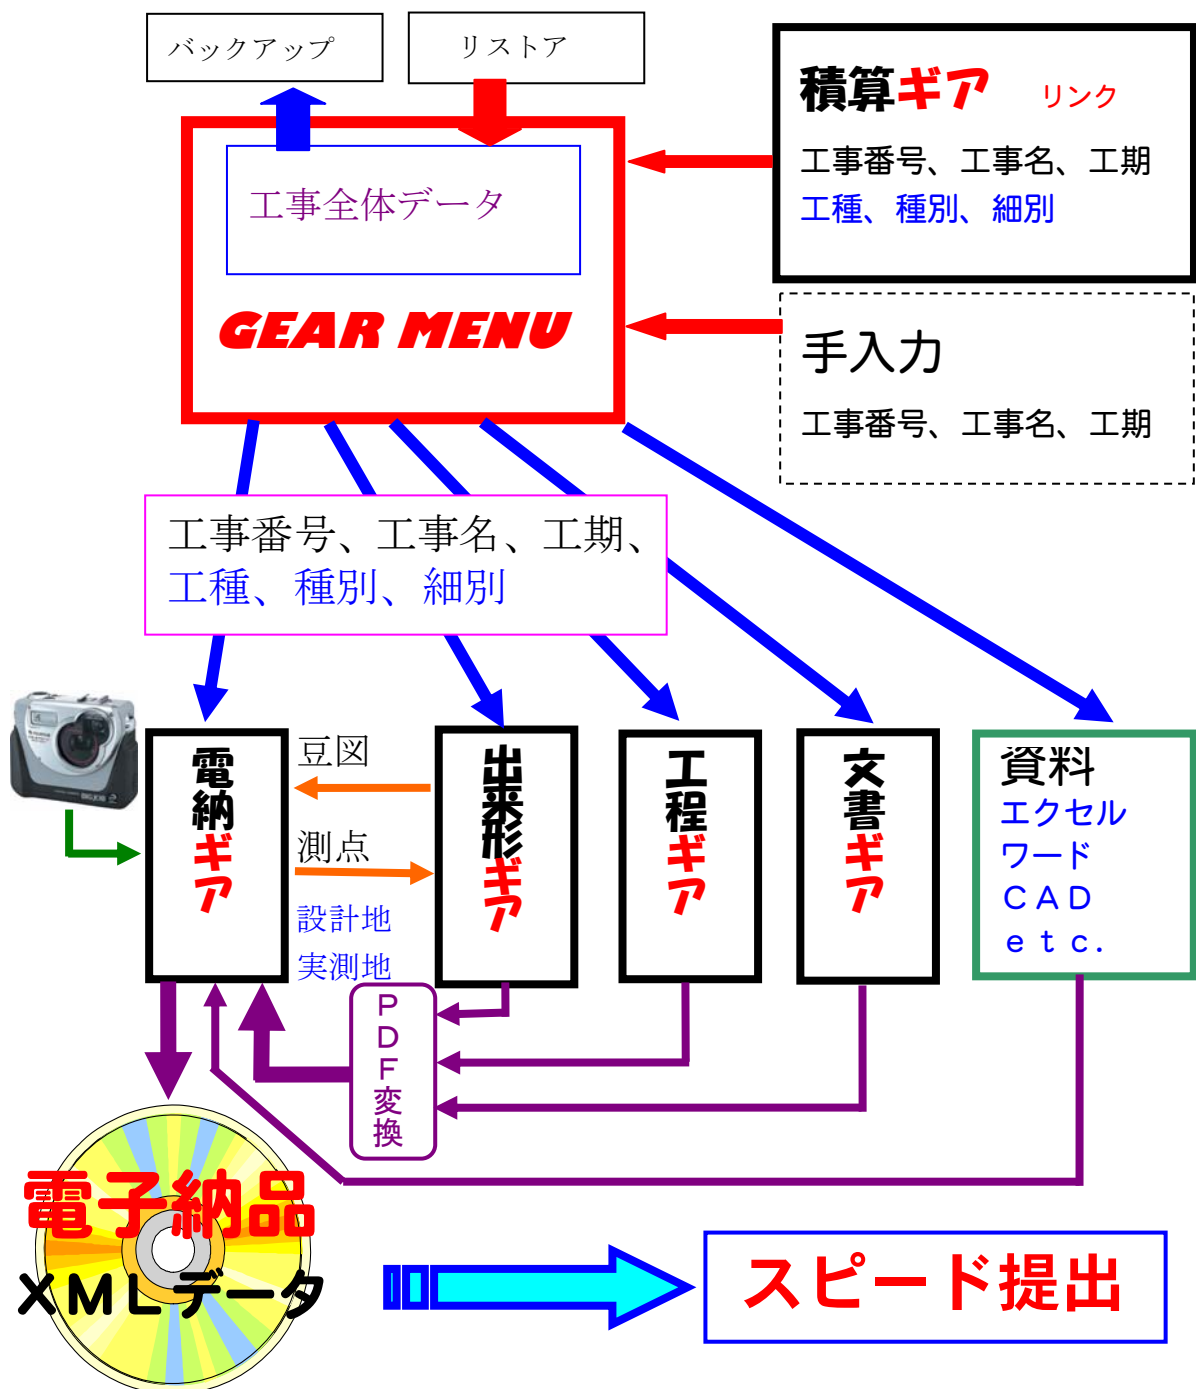 バックアップ
リストア
積算ギア リンク
工事番号、工事名、工期
工種、種別、細別
工事全体データ
GEAR MENU
手入力
工事番号、工事名、工期
工事番号、工事名、工期、
工種、種別、細別
電納ギア
豆図
測点
設計地
実測地
出来形ギア
工程ギア
文書ギア
資料
エクセル
ワード
ＣＡＤ
ｅｔｃ．
ＰＤＦ変換
電子納品
ＸＭＬデータ
スピード提出